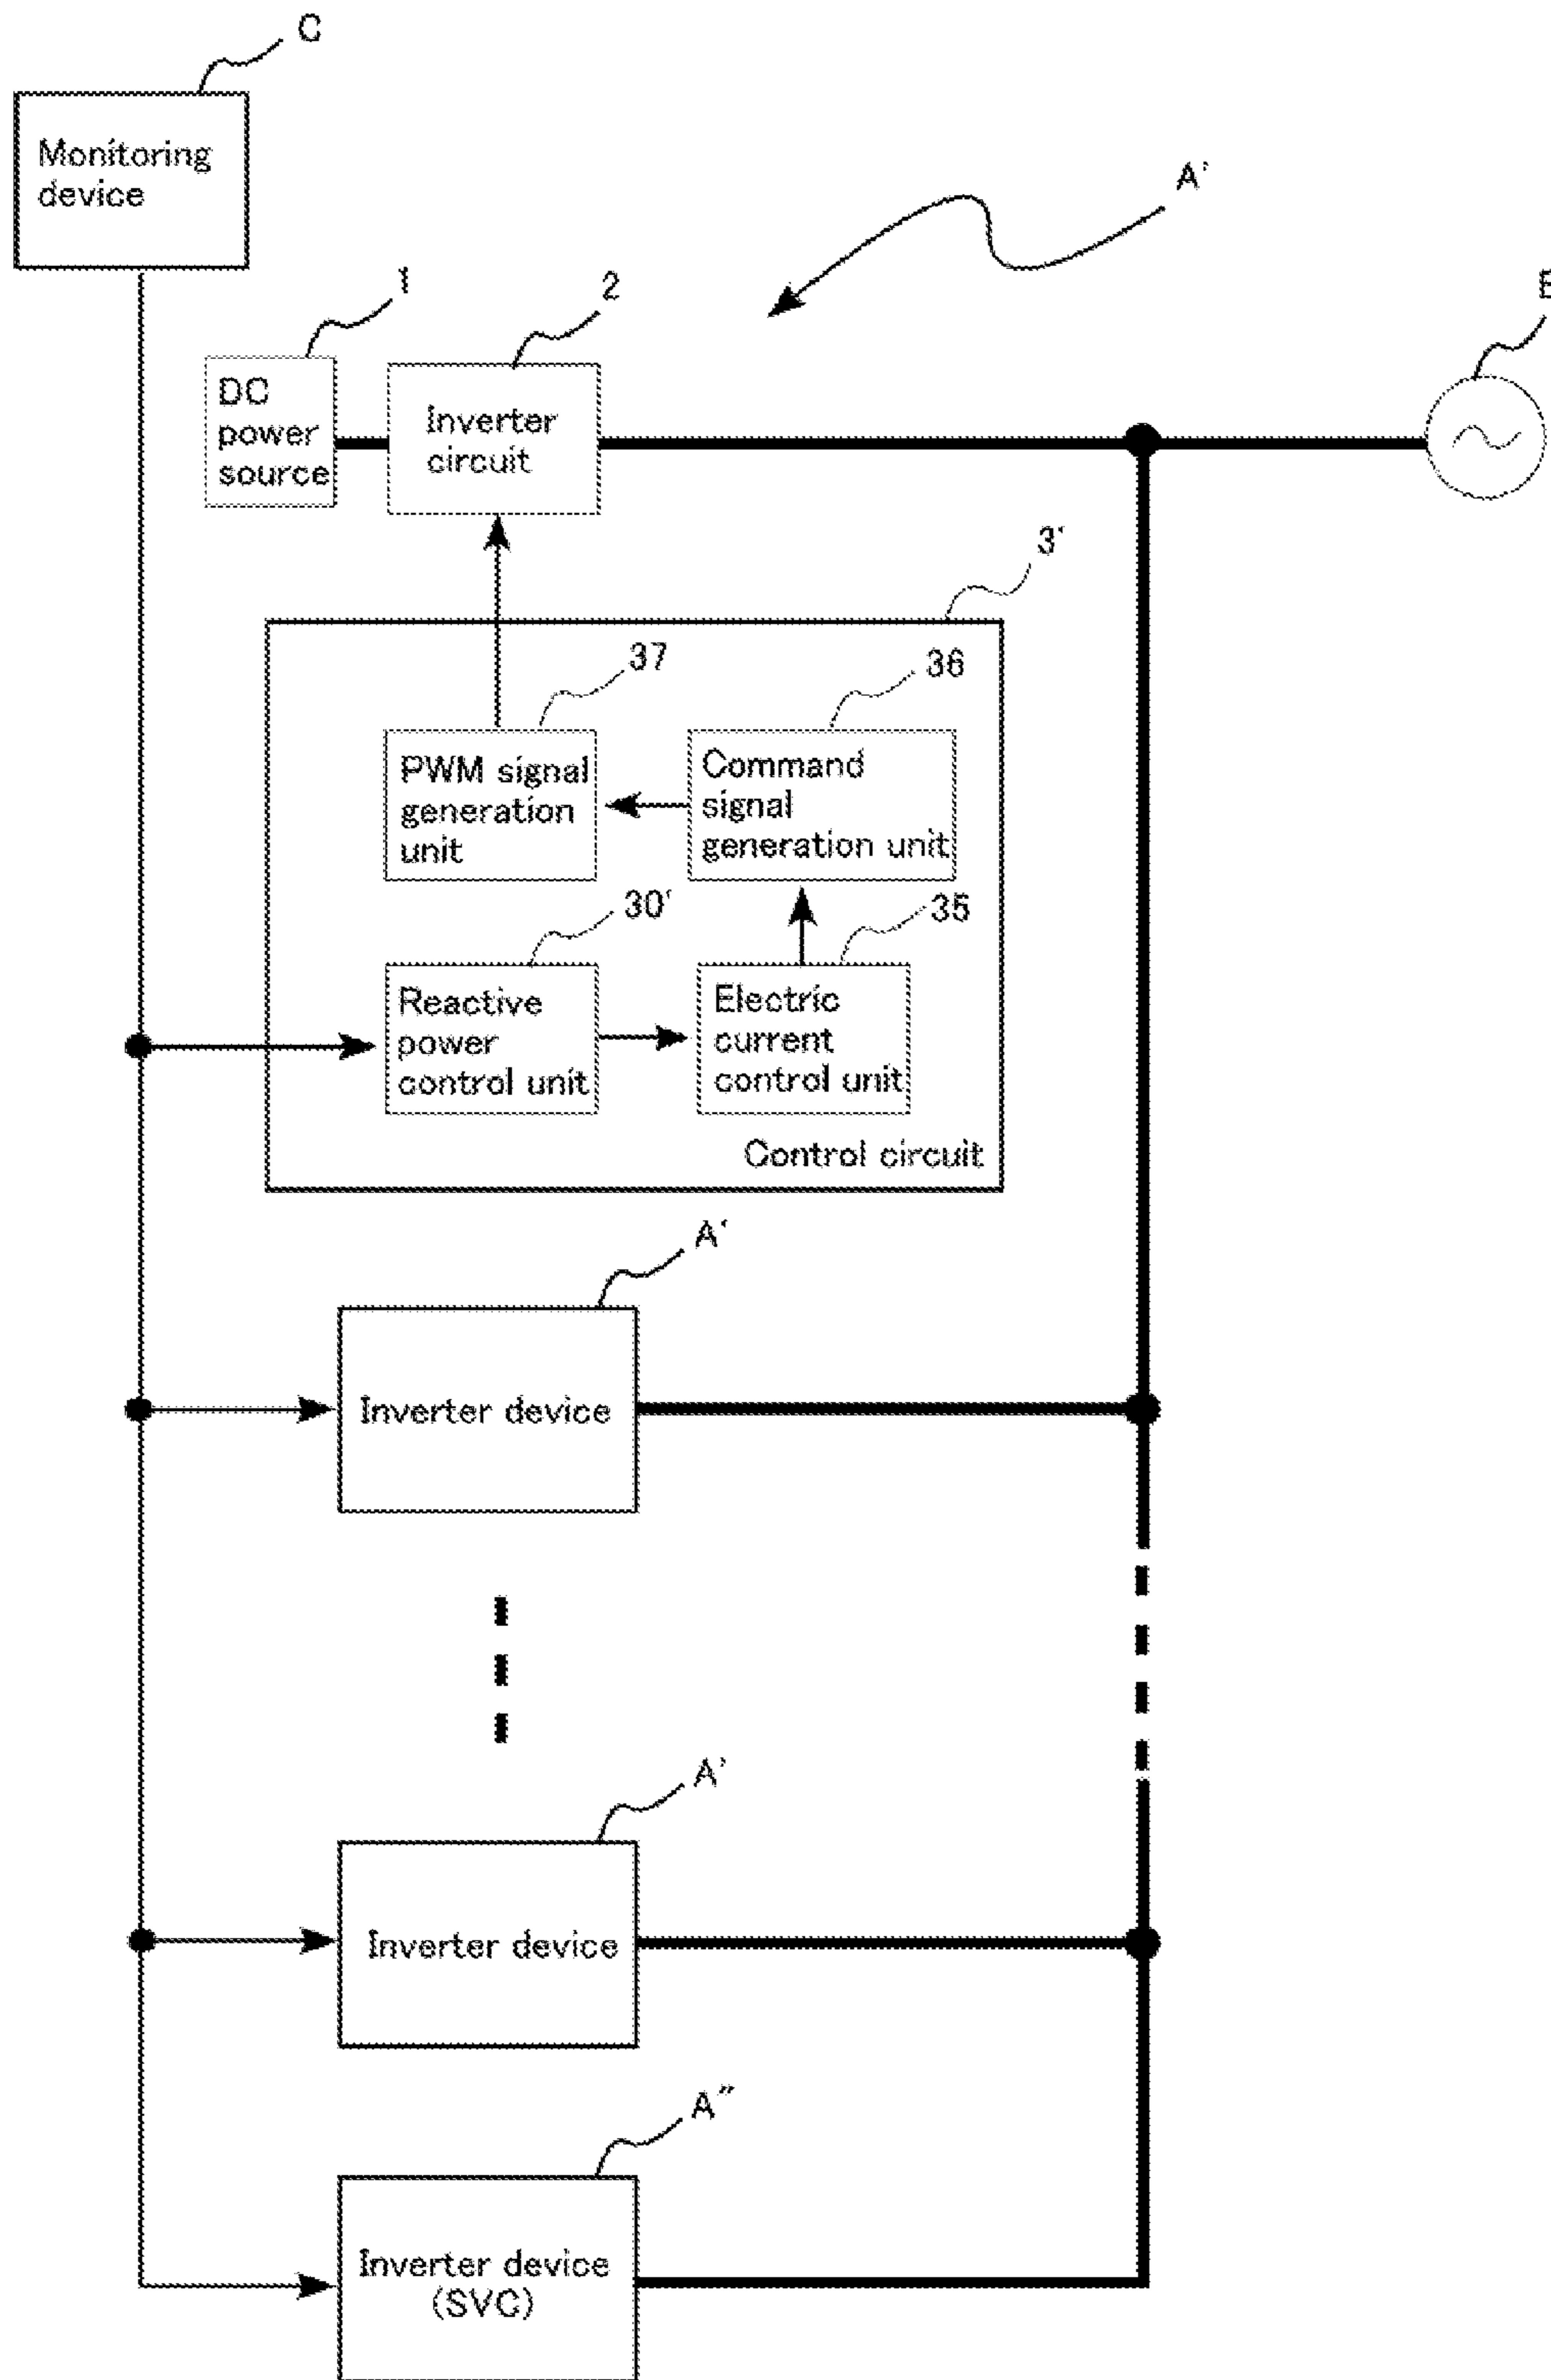 C
Monitoring
device
A'
1
2
DC
power
source
Inverter
circuit
3'
37
36
PWM signal
generation
unit
Command
signal
generation unit
30'
35
Reactive
power
control unit
Electric
current
control unit
Control circuit
A'
Inverter device
A'
Inverter device
A"
Inverter device
(SVC)